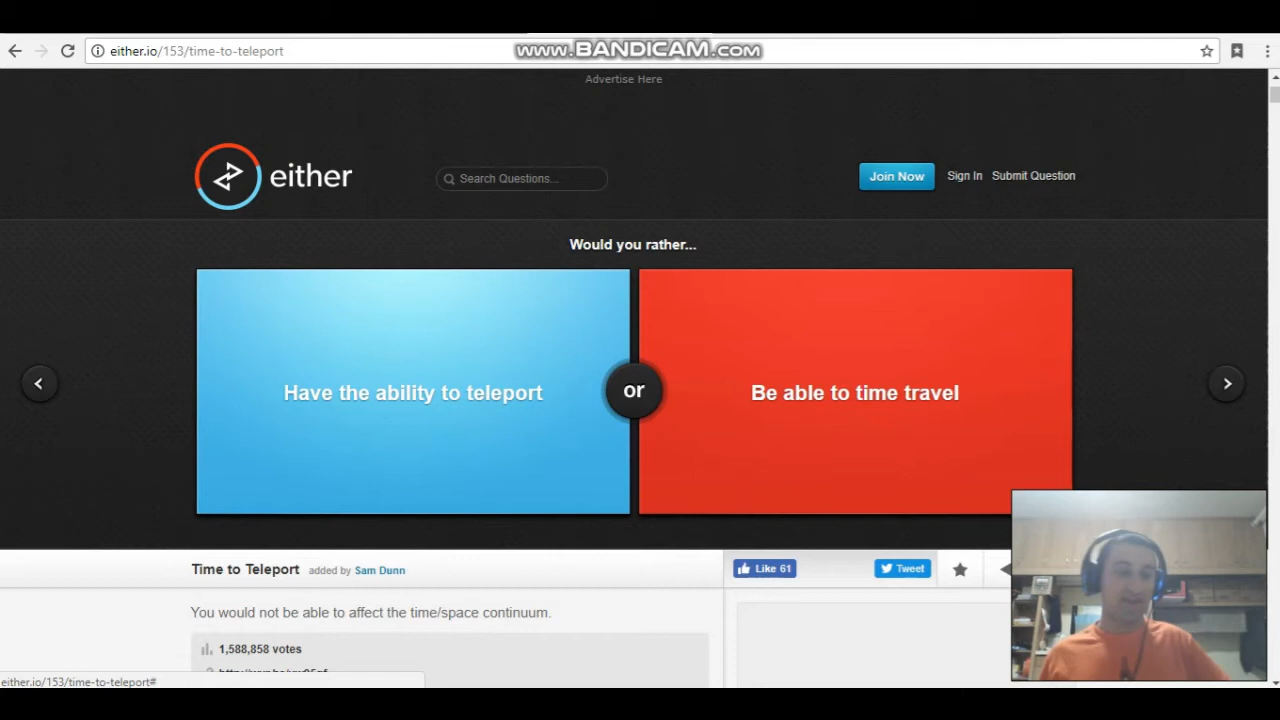 either.io/153/time-to-teleport
www.BANDICAM.com
Advertise Here
either
Search Questions...
Join Now
Sign In
Submit Question
Would you rather...
Have the ability to teleport
or
Be able to time travel
Time to Teleport
added by Sam Dunn
Like 61
Tweet
You would not be able to affect the time/space continuum.
1,588,858 votes
either.io/153/time-to-teleport#